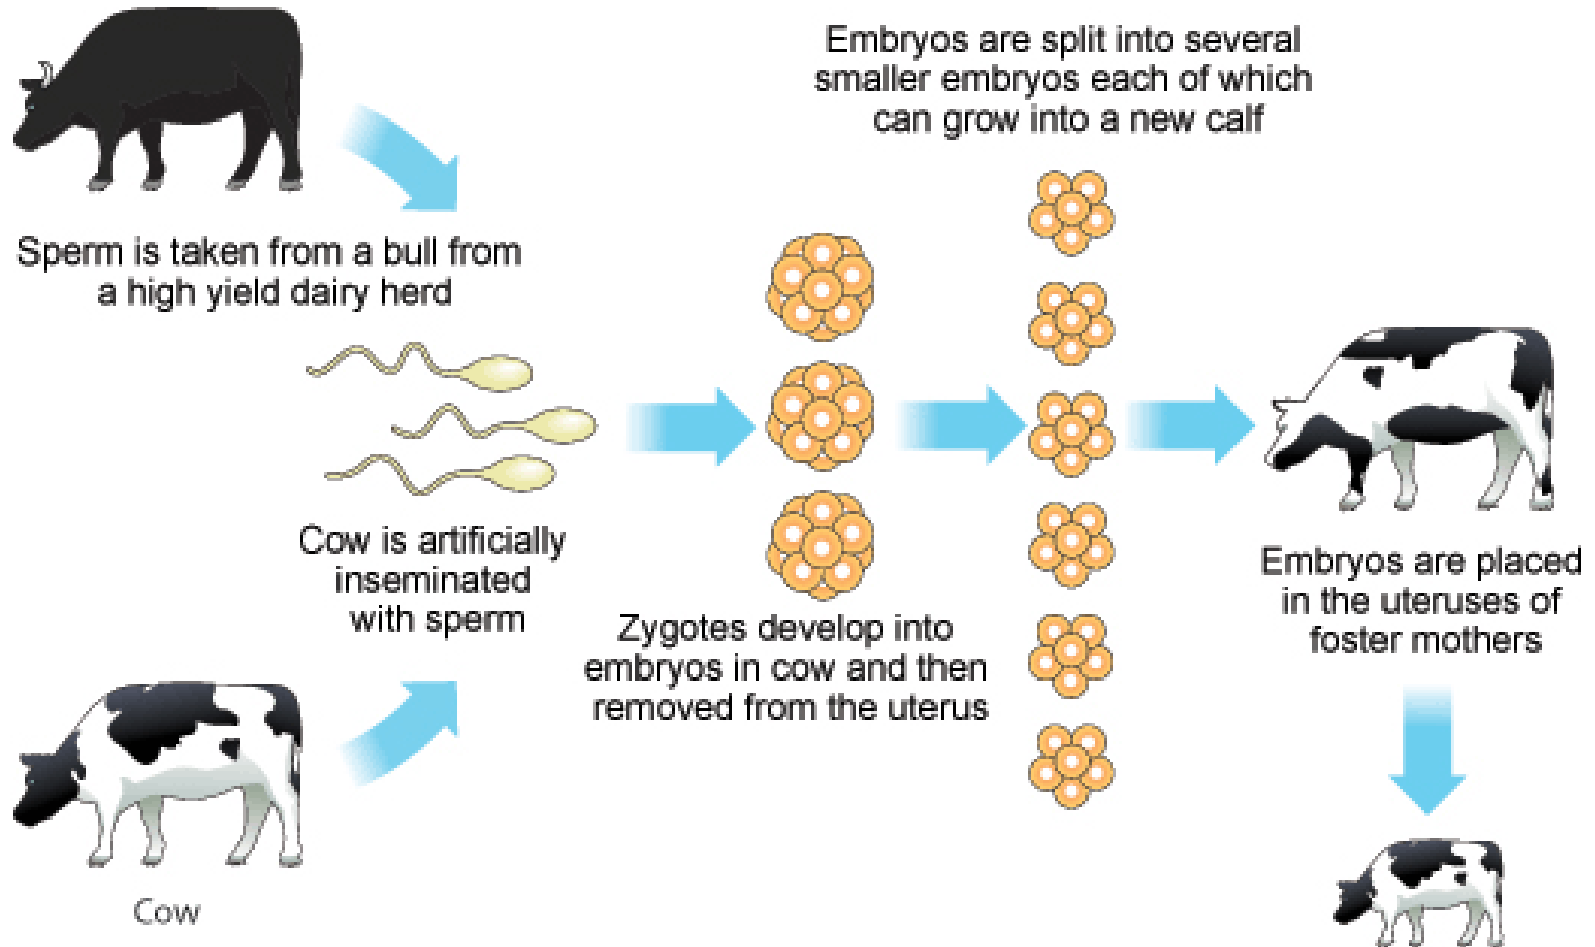 Embryos are split into several
smaller embryos each of which
can grow into a new calf
Sperm is taken from a bull from
a high yield dairy herd
Cow is artificially
inseminated
with sperm
Zygotes develop into
embryos in cow and then
removed from the uterus
Embryos are placed
in the uteruses of
foster mothers
Cow